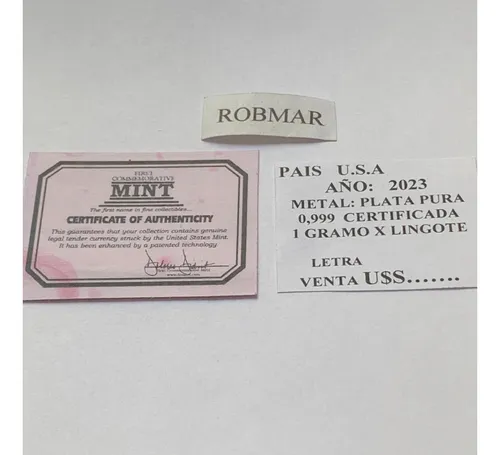 ROBMAR
FIRST
COMMEMORATIVE
MINT
The first name in fine collectibles...
CERTIFICATE OF AUTHENTICITY
This guarantees that your collection contains genuine
legal tender currency struck by the United States Mint.
It has been enhanced by a patented technology
PAIS U.S.A
AÑO: 2023
METAL: PLATA PURA
0,999 CERTIFICADA
1 GRAMO X LINGOTE
LETRA
VENTA U$S.......